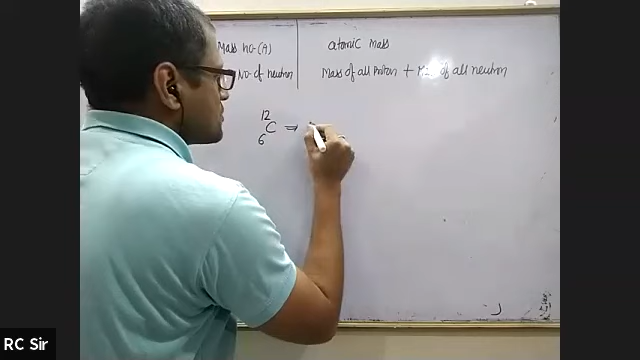 Mass no.(A)
atomic mass
No. of neutron
Mass of all proton + Mass of all neutron
12
C ⇒
6
RC Sir